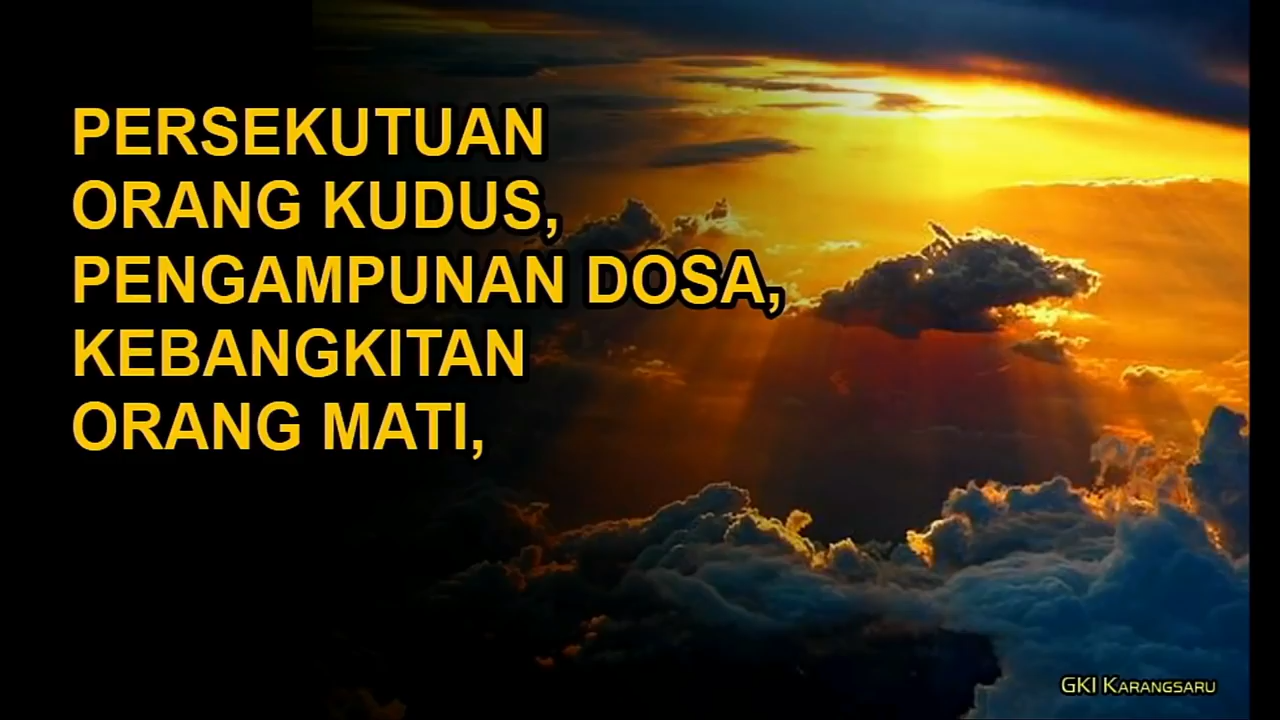 PERSEKUTUAN
ORANG KUDUS,
PENGAMPUNAN DOSA,
KEBANGKITAN
ORANG MATI,
GKI KARANGSARU